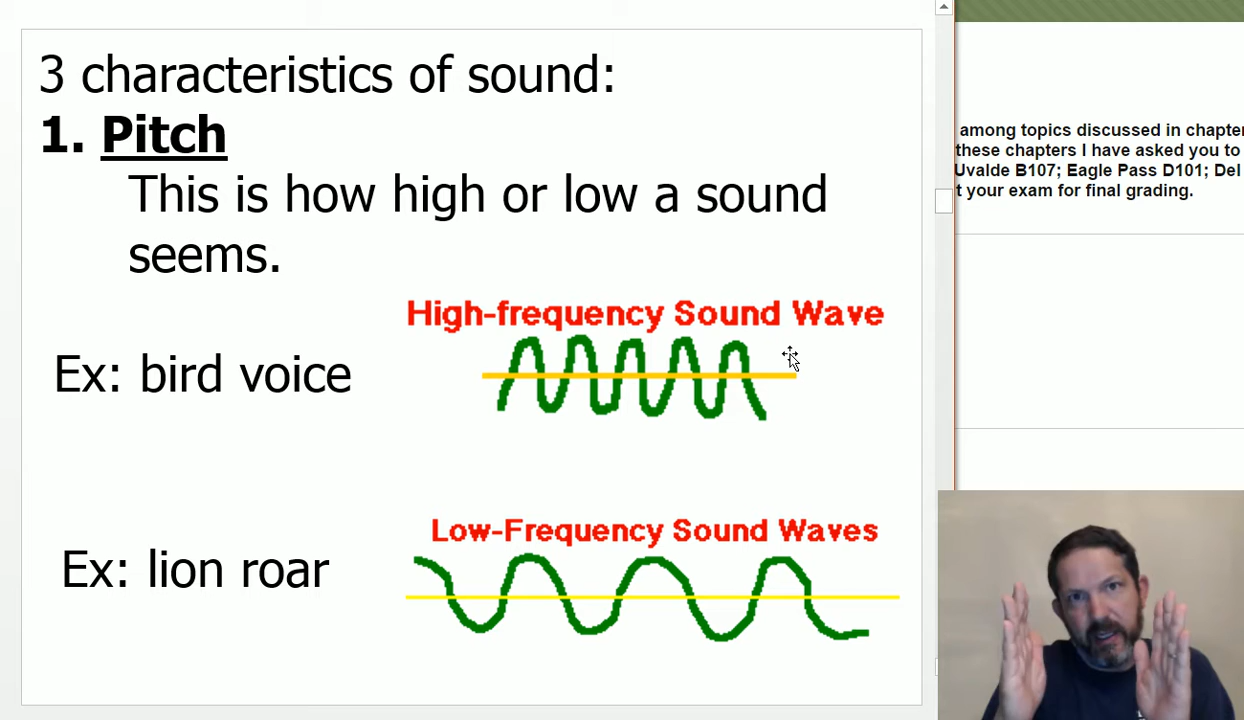 3 characteristics of sound:
1. Pitch
This is how high or low a sound
seems.
High-frequency Sound Wave
Ex: bird voice
Low-Frequency Sound Waves
Ex: lion roar
among topics discussed in chapter
these chapters I have asked you to
Uvalde B107; Eagle Pass D101; Del
t your exam for final grading.